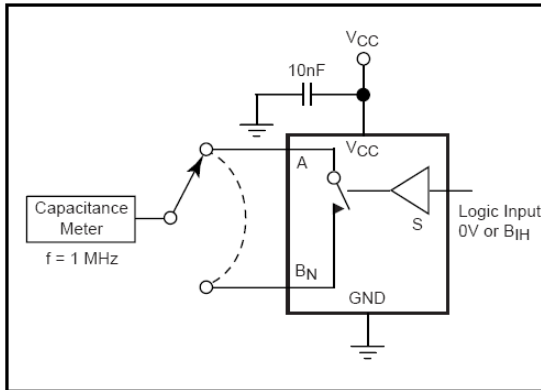 VCC
10nF
VCC
A
Capacitance
Meter
f = 1 MHz
S
Logic Input
0V or BIH
BN
GND